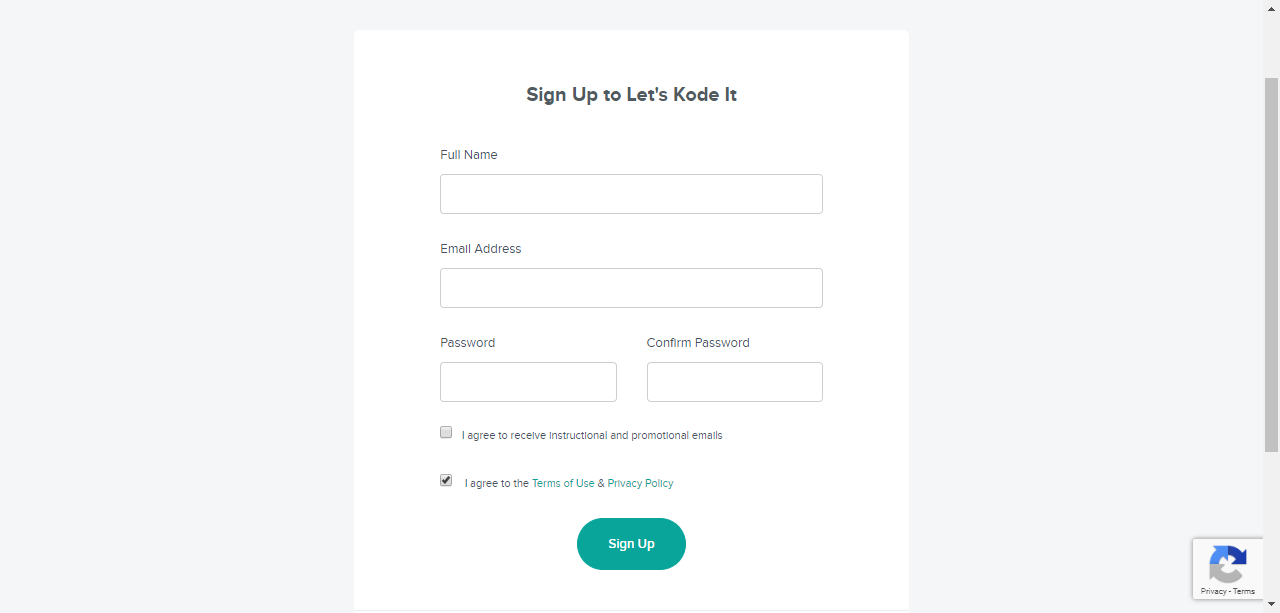 Sign Up to Let's Kode It
Full Name
Email Address
Password Confirm Password
I agree to receive instructional and promotional emails
I agree to the Terms of Use & Privacy Policy
Sign Up
Privacy - Terms